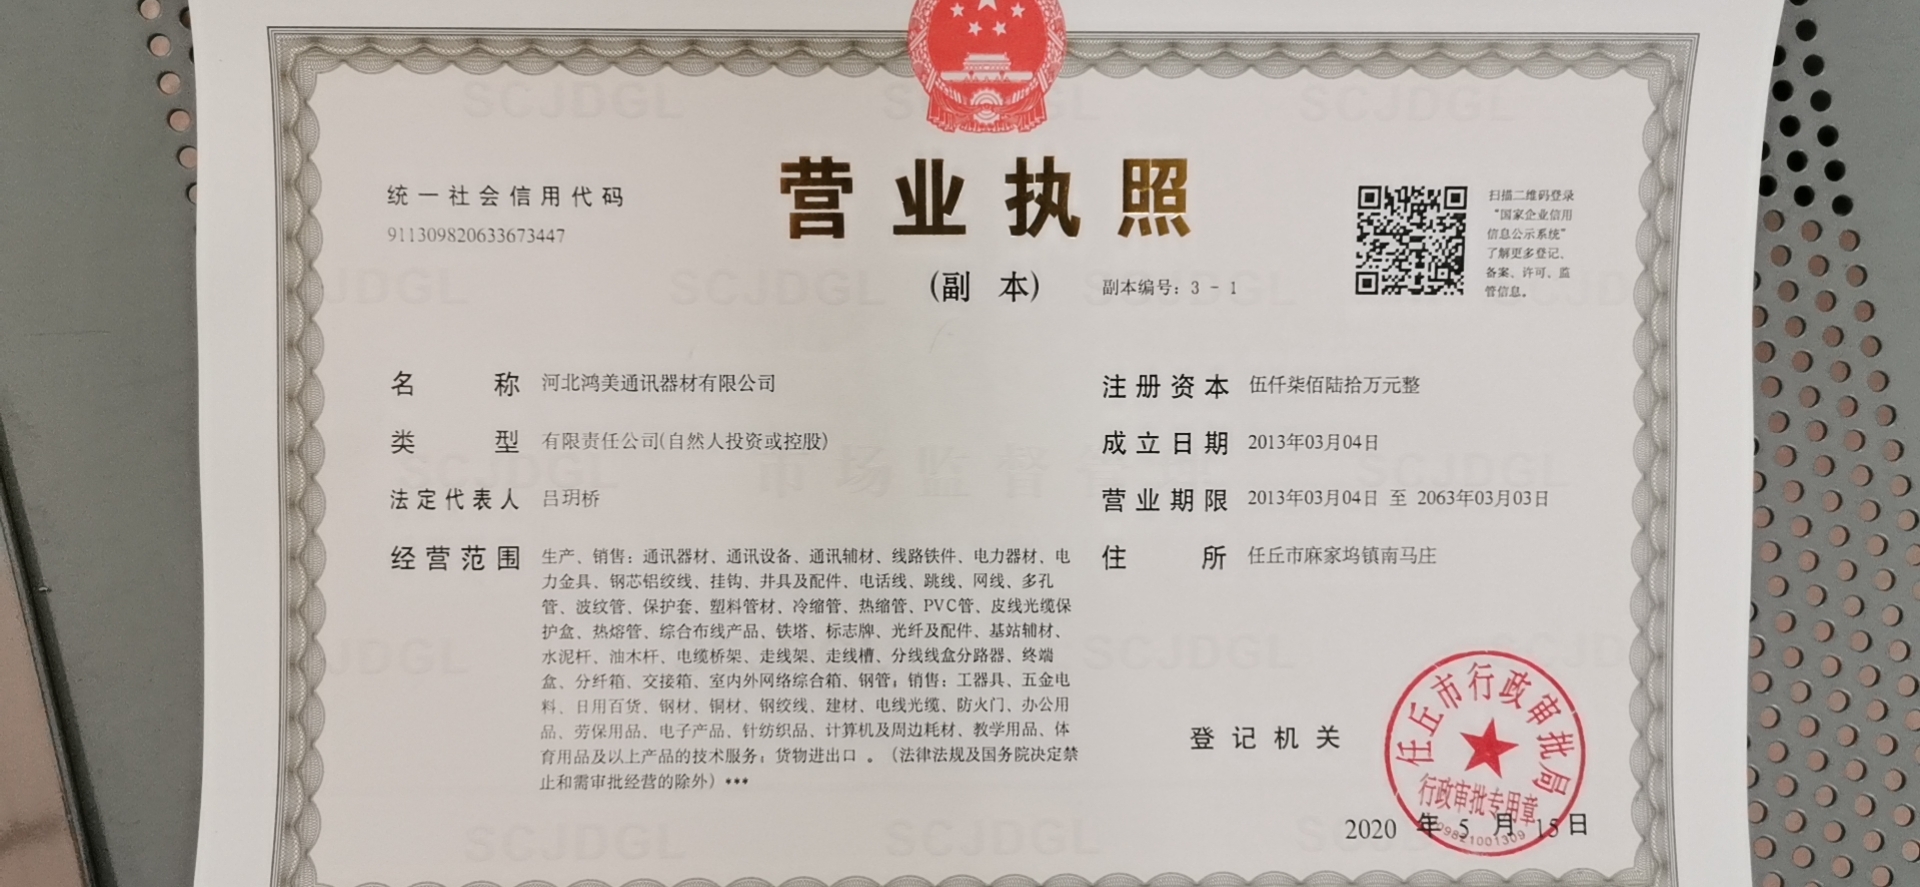 营业执照
(副 本)
副本编号：3 - 1
统一社会信用代码
911309820633673447
扫描二维码登录
“国家企业信用
信息公示系统”
了解更多登记、
备案、许可、监
管信息。
名 称 河北鸿美通讯器材有限公司
类 型 有限责任公司(自然人投资或控股)
法定代表人 吕玥桥
经营范围 生产、销售：通讯器材、通讯设备、通讯辅材、线路铁件、电力器材、电
力金具、钢芯铝绞线、挂钩、井具及配件、电话线、跳线、网线、多孔
管、波纹管、保护套、塑料管材、冷缩管、热缩管、PVC管、皮线光缆保
护盒、热熔管、综合布线产品、铁塔、标志牌、光纤及配件、基站辅材、
水泥杆、油木杆、电缆桥架、走线架、走线槽、分线线盒分路器、终端
盒、分纤箱、交接箱、室内外网络综合箱、钢管；销售：工器具、五金电
料、日用百货、钢材、铜材、钢绞线、建材、电线光缆、防火门、办公用
品、劳保用品、电子产品、针纺织品、计算机及周边耗材、教学用品、体
育用品及以上产品的技术服务；货物进出口 。（法律法规及国务院决定禁
止和需审批经营的除外）***
注册资本 伍仟柒佰陆拾万元整
成立日期 2013年03月04日
营业期限 2013年03月04日 至 2063年03月03日
住 所 任丘市麻家坞镇南马庄
登记机关
任丘市行政审批局
行政审批专用章
2020 年 5 月 15 日
SCJDGL
市场监督管理